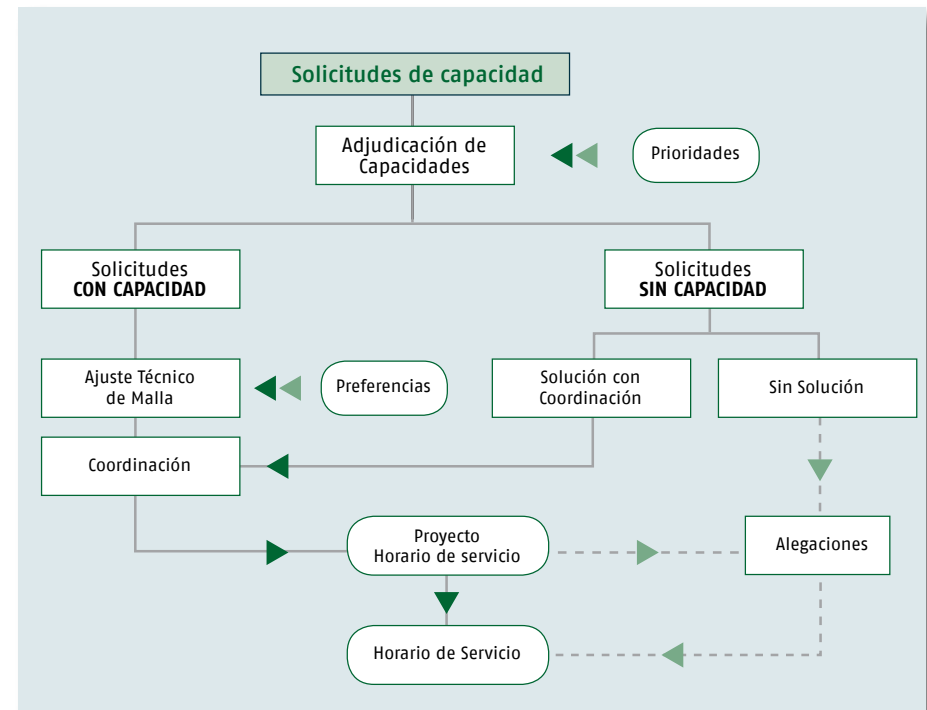 Solicitudes de capacidad
Adjudicación de
Capacidades
Prioridades
Solicitudes
CON CAPACIDAD
Solicitudes
SIN CAPACIDAD
Ajuste Técnico
de Malla
Preferencias
Solución con
Coordinación
Sin Solución
Coordinación
Proyecto
Horario de servicio
Alegaciones
Horario de Servicio